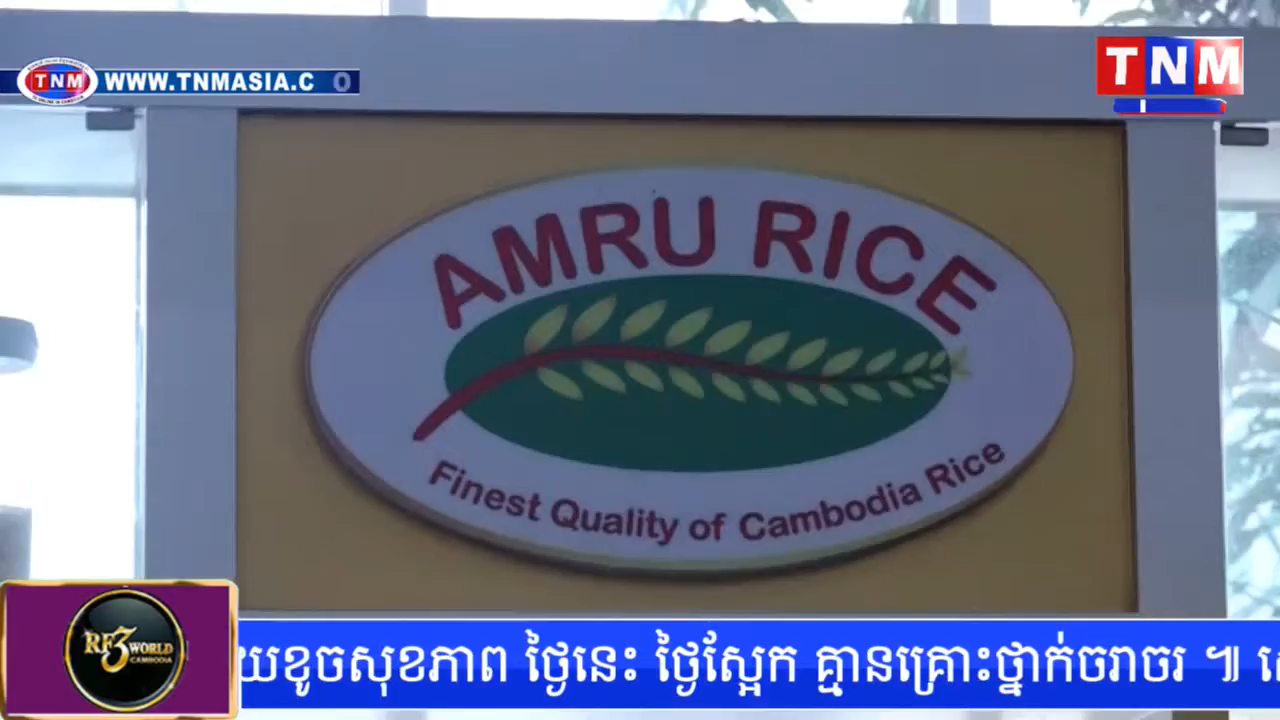 TNM
WWW.TNMASIA.C O
TNM
AMRU RICE
Finest Quality of Cambodia Rice
RF3 WORLD
CAMBODIA
យខូចសុខភាព ថ្ងៃនេះ ថ្ងៃស្អែក គ្មានគ្រោះថ្នាក់ចរាចរ ៕